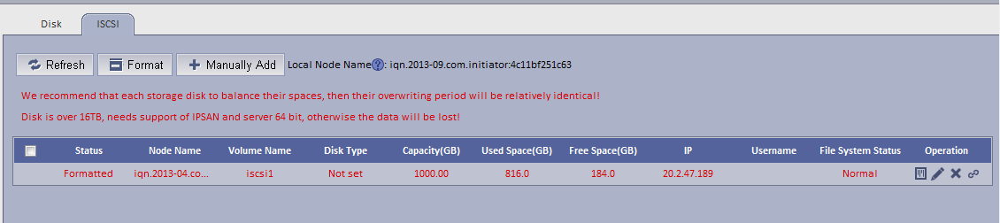 Disk ISCSI
Refresh Format Manually Add Local Node Name?: iqn.2013-09.com.initiator:4c11bf251c63
We recommend that each storage disk to balance their spaces, then their overwriting period will be relatively identical!
Disk is over 16TB, needs support of IPSAN and server 64 bit, otherwise the data will be lost!
Status Node Name Volume Name Disk Type Capacity(GB) Used Space(GB) Free Space(GB) IP Username File System Status Operation
Formatted iqn.2013-04.co... iscsi1 Not set 1000.00 816.0 184.0 20.2.47.189 Normal